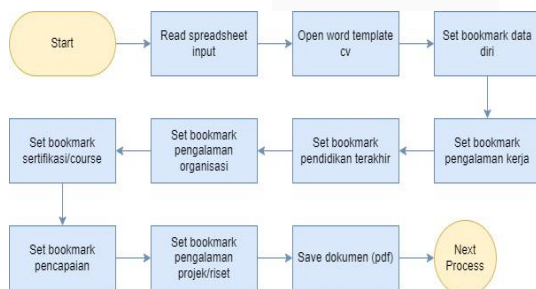 Start
Read spreadsheet
input
Open word template
cv
Set bookmark data
diri
Set bookmark
pengalaman kerja
Set bookmark
pendidikan terakhir
Set bookmark
pengalaman
organisasi
Set bookmark
sertifikasi/course
Set bookmark
pencapaian
Set bookmark
pengalaman
projek/riset
Save dokumen (pdf)
Next
Process